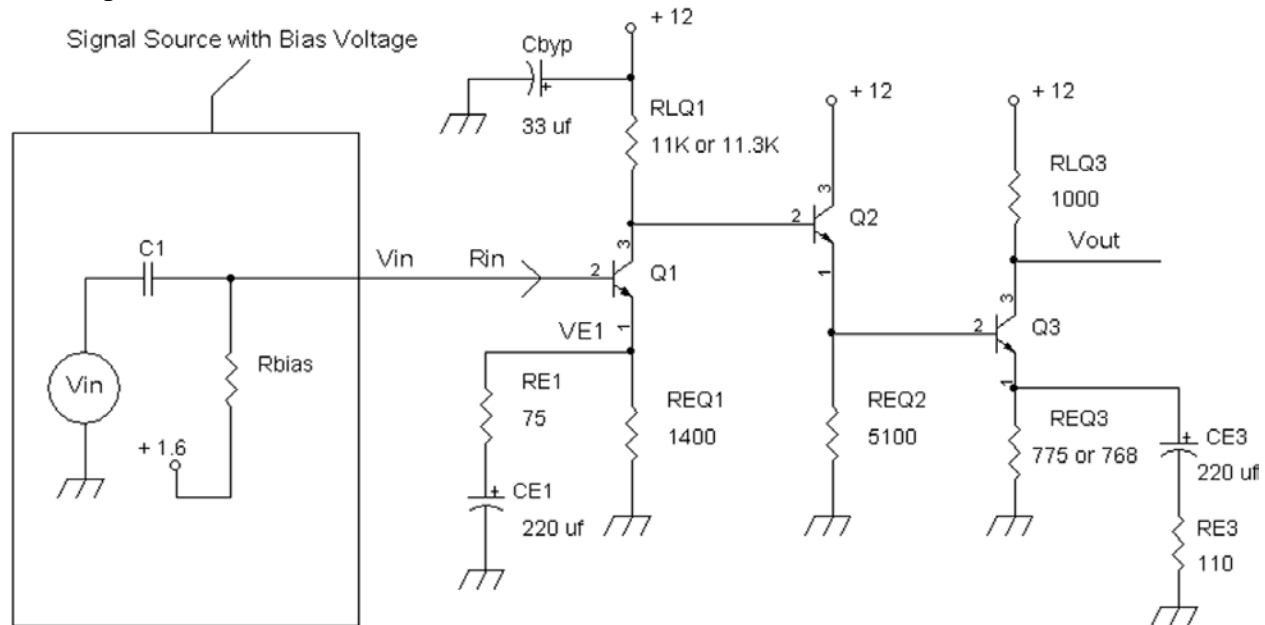 Signal Source with Bias Voltage
Cbyp
33 uf
+ 12
RLQ1
11K or 11.3K
+ 12
+ 12
RLQ3
1000
C1
Vin
Rin
Rbias
Vin
+ 1.6
2
3
1
Q1
VE1
RE1
75
CE1
220 uf
REQ1
1400
2
3
1
Q2
REQ2
5100
Vout
2
3
1
Q3
REQ3
775 or 768
CE3
220 uf
RE3
110